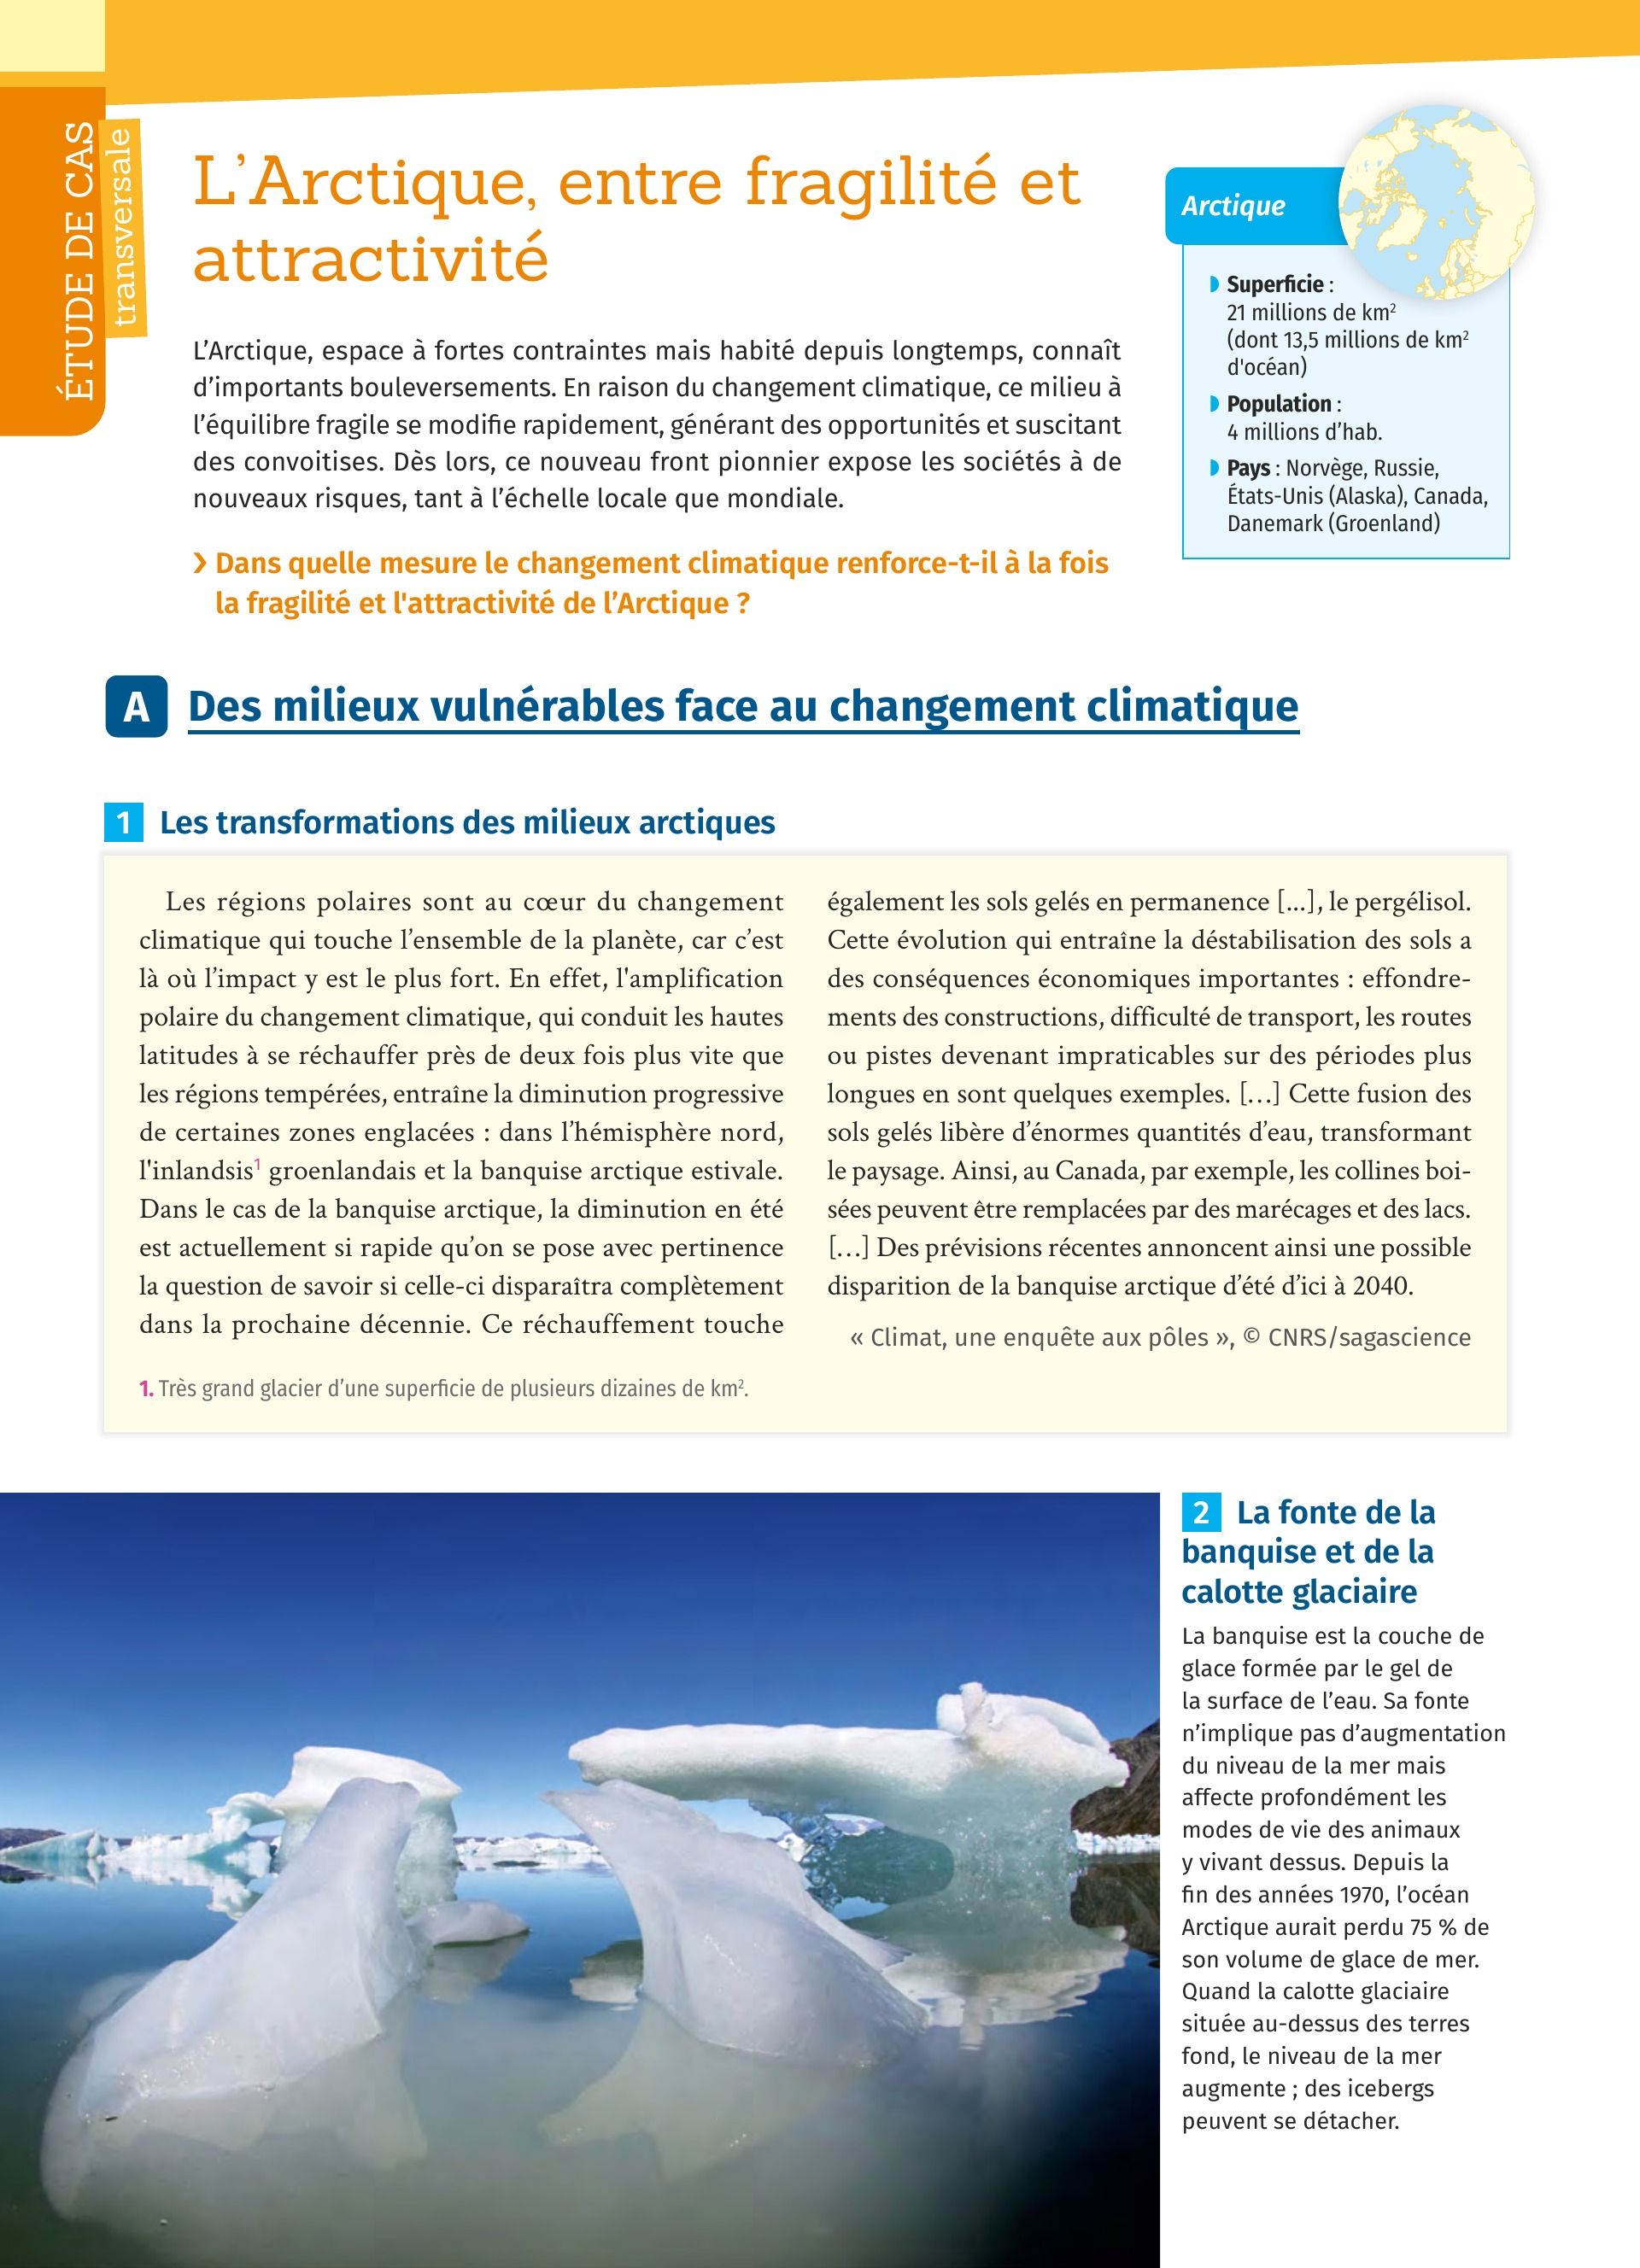 ÉTUDE DE CAS
transversale
L’Arctique, entre fragilité et
attractivité
L’Arctique, espace à fortes contraintes mais habité depuis longtemps, connaît
d’importants bouleversements. En raison du changement climatique, ce milieu à
l’équilibre fragile se modifie rapidement, générant des opportunités et suscitant
des convoitises. Dès lors, ce nouveau front pionnier expose les sociétés à de
nouveaux risques, tant à l’échelle locale que mondiale.
❯ Dans quelle mesure le changement climatique renforce-t-il à la fois
la fragilité et l'attractivité de l’Arctique ?
Arctique
Superficie :
21 millions de km²
(dont 13,5 millions de km²
d'océan)
Population :
4 millions d’hab.
Pays : Norvège, Russie,
États-Unis (Alaska), Canada,
Danemark (Groenland)
A Des milieux vulnérables face au changement climatique
1 Les transformations des milieux arctiques
Les régions polaires sont au cœur du changement
climatique qui touche l’ensemble de la planète, car c’est
là où l’impact y est le plus fort. En effet, l'amplification
polaire du changement climatique, qui conduit les hautes
latitudes à se réchauffer près de deux fois plus vite que
les régions tempérées, entraîne la diminution progressive
de certaines zones englacées : dans l’hémisphère nord,
l'inlandsis¹ groenlandais et la banquise arctique estivale.
Dans le cas de la banquise arctique, la diminution en été
est actuellement si rapide qu’on se pose avec pertinence
la question de savoir si celle-ci disparaîtra complètement
dans la prochaine décennie. Ce réchauffement touche
également les sols gelés en permanence [...], le pergélisol.
Cette évolution qui entraîne la déstabilisation des sols a
des conséquences économiques importantes : effondre-
ments des constructions, difficulté de transport, les routes
ou pistes devenant impraticables sur des périodes plus
longues en sont quelques exemples. […] Cette fusion des
sols gelés libère d’énormes quantités d’eau, transformant
le paysage. Ainsi, au Canada, par exemple, les collines boi-
sées peuvent être remplacées par des marécages et des lacs.
[…] Des prévisions récentes annoncent ainsi une possible
disparition de la banquise arctique d’été d’ici à 2040.
« Climat, une enquête aux pôles », © CNRS/sagascience
1. Très grand glacier d’une superficie de plusieurs dizaines de km².
2 La fonte de la
banquise et de la
calotte glaciaire
La banquise est la couche de
glace formée par le gel de
la surface de l’eau. Sa fonte
n’implique pas d’augmentation
du niveau de la mer mais
affecte profondément les
modes de vie des animaux
y vivant dessus. Depuis la
fin des années 1970, l’océan
Arctique aurait perdu 75 % de
son volume de glace de mer.
Quand la calotte glaciaire
située au-dessus des terres
fond, le niveau de la mer
augmente ; des icebergs
peuvent se détacher.